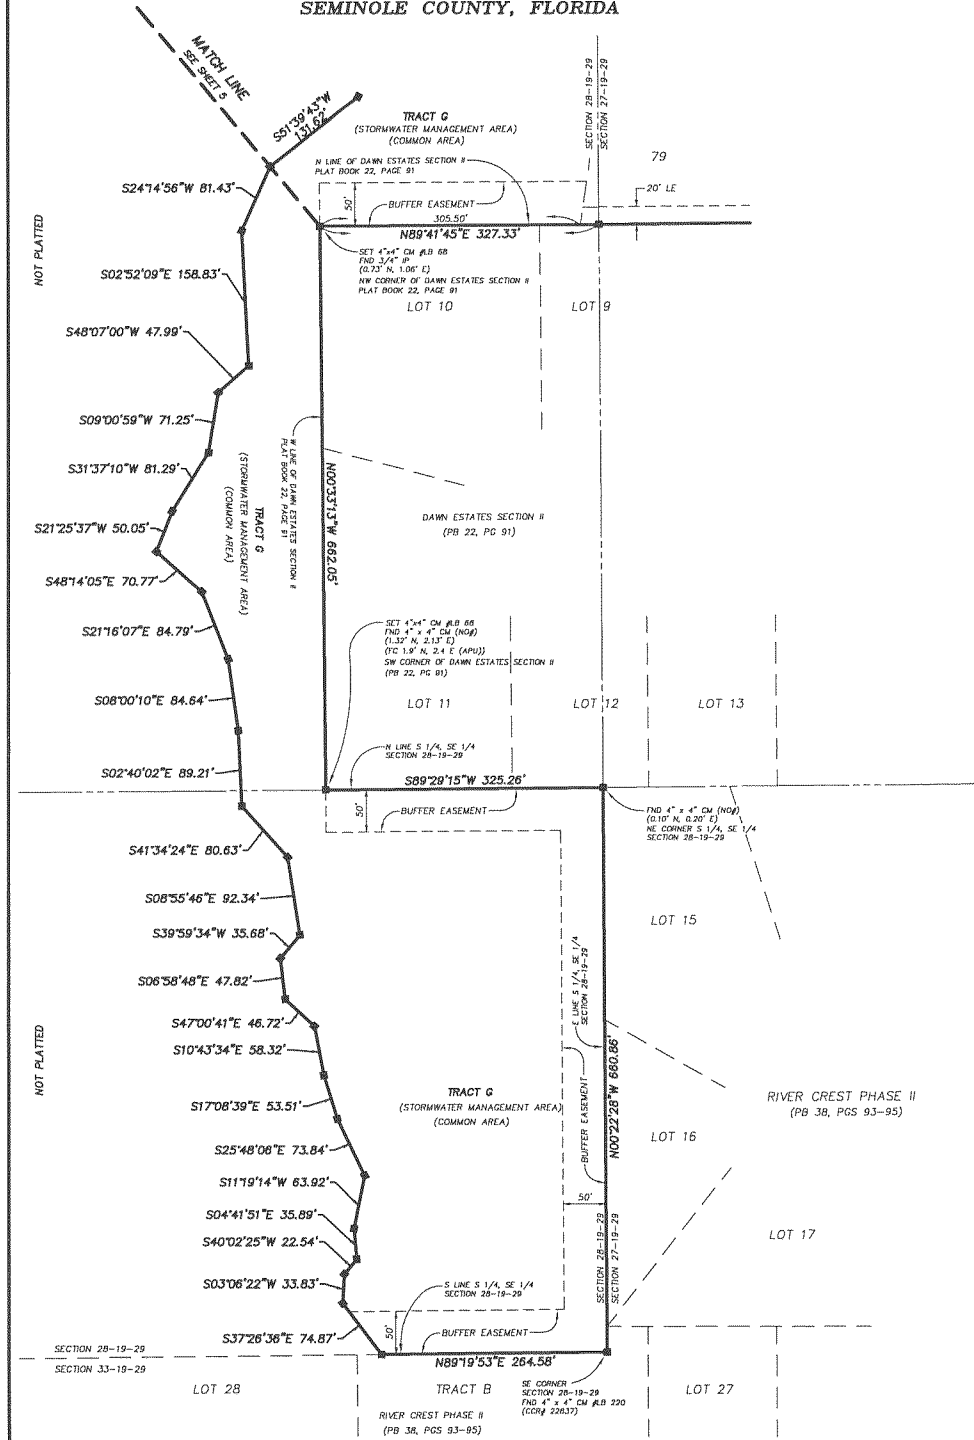 SEMINOLE COUNTY, FLORIDA
MATCH LINE
SEE SHEET 5
S51°39'43"W
131.62'
TRACT G
(STORMWATER MANAGEMENT AREA)
(COMMON AREA)
SECTION 28-19-29
SECTION 27-19-29
79
N LINE OF DAWN ESTATES SECTION II
PLAT BOOK 22, PAGE 91
20' LE
S24°14'56"W 81.43'
50'
BUFFER EASEMENT
305.50'
N89°41'45"E 327.33'
NOT PLATTED
SET 4"x4" CM #LB 68
FND 3/4" IP
(0.73' N, 1.06' E)
NW CORNER OF DAWN ESTATES SECTION II
PLAT BOOK 22, PAGE 91
S02°52'09"E 158.83'
LOT 10
LOT 9
S48°07'00"W 47.99'
S09°00'59"W 71.25'
S31°37'10"W 81.29'
TRACT G
(STORMWATER MANAGEMENT AREA)
(COMMON AREA)
W LINE OF DAWN ESTATES SECTION II
PLAT BOOK 22, PAGE 91
N00°33'13"W 662.05'
S21°25'37"W 50.05'
DAWN ESTATES SECTION II
(PB 22, PG 91)
S48°14'05"E 70.77'
S21°16'07"E 84.79'
SET 4"x4" CM #LB 68
FND 4" x 4" CM (NO#)
(1.32' N, 2.13' E)
(FC 1.9' N, 2.4 E (APU))
SW CORNER OF DAWN ESTATES SECTION II
(PB 22, PG 91)
S08°00'10"E 84.64'
LOT 11
LOT 12
LOT 13
N LINE S 1/4, SE 1/4
SECTION 28-19-29
S02°40'02"E 89.21'
S89°29'15"W 325.26'
50'
BUFFER EASEMENT
FND 4" x 4" CM (NO#)
(0.10' N, 0.20' E)
NE CORNER S 1/4, SE 1/4
SECTION 28-19-29
S41°34'24"E 80.63'
S08°55'46"E 92.34'
LOT 15
S39°59'34"W 35.68'
S06°58'48"E 47.82'
E LINE S 1/4, SE 1/4
SECTION 28-19-29
S47°00'41"E 46.72'
NOT PLATTED
S10°43'34"E 58.32'
N00°22'28"W 660.86'
S17°08'39"E 53.51'
TRACT G
(STORMWATER MANAGEMENT AREA)
(COMMON AREA)
BUFFER EASEMENT
RIVER CREST PHASE II
(PB 38, PGS 93-95)
S25°48'06"E 73.84'
LOT 16
S11°19'14"W 63.92'
50'
S04°41'51"E 35.89'
LOT 17
S40°02'25"W 22.54'
SECTION 28-19-29
SECTION 27-19-29
S03°06'22"W 33.83'
S LINE S 1/4, SE 1/4
SECTION 28-19-29
50'
BUFFER EASEMENT
S37°26'36"E 74.87'
SECTION 28-19-29
SECTION 33-19-29
N89°19'53"E 264.58'
LOT 28
TRACT B
SE CORNER
SECTION 28-19-29
FND 4" x 4" CM #LB 220
(CCR# 22837)
LOT 27
RIVER CREST PHASE II
(PB 38, PGS 93-95)